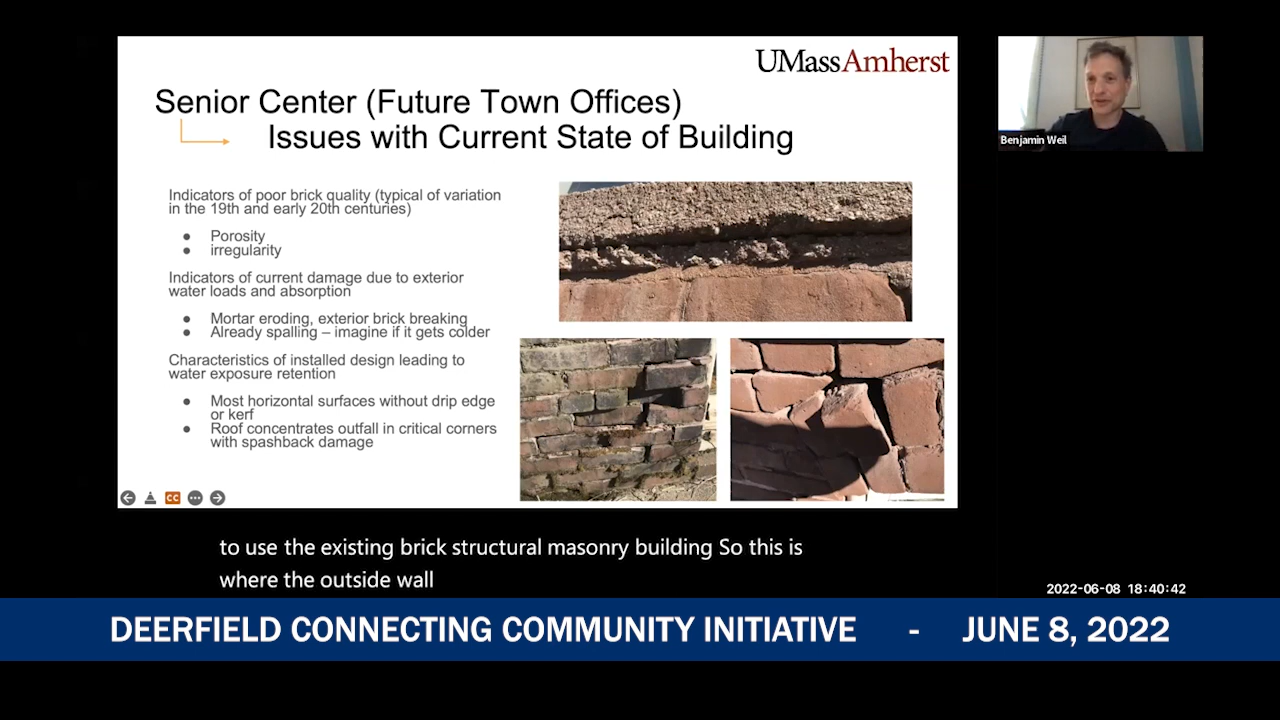 UMassAmherst
Senior Center (Future Town Offices)
Issues with Current State of Building
Benjamin Weil
Indicators of poor brick quality (typical of variation
in the 19th and early 20th centuries)
● Porosity
● irregularity
Indicators of current damage due to exterior
water loads and absorption
● Mortar eroding, exterior brick breaking
● Already spalling – imagine if it gets colder
Characteristics of installed design leading to
water exposure retention
● Most horizontal surfaces without drip edge
or kerf
● Roof concentrates outfall in critical corners
with spashback damage
CC
to use the existing brick structural masonry building So this is
where the outside wall
2022-06-08 18:40:42
DEERFIELD CONNECTING COMMUNITY INITIATIVE - JUNE 8, 2022